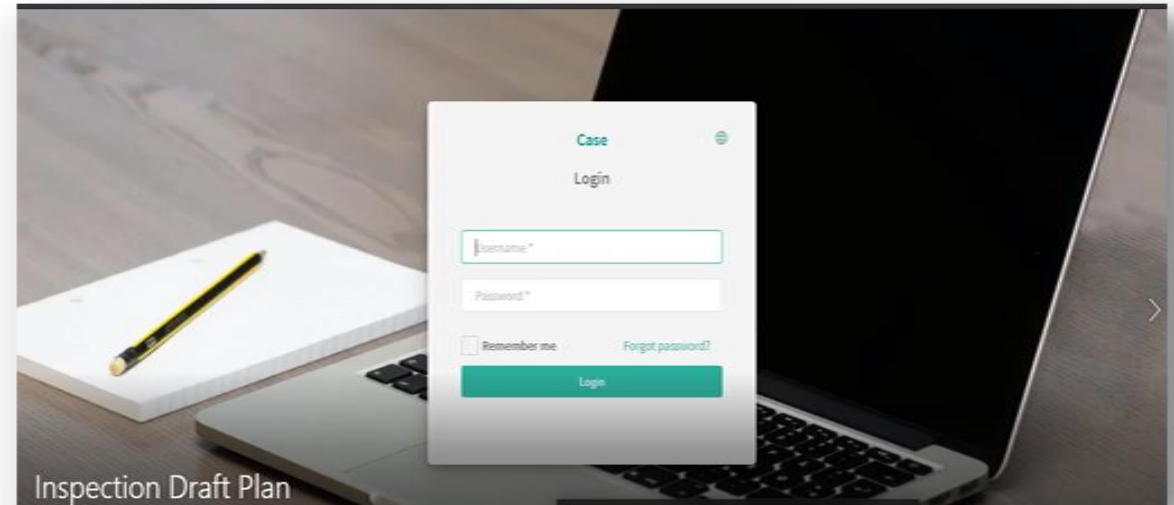 Case
Login
Username *
Password *
Remember me Forgot password?
Login
Inspection Draft Plan